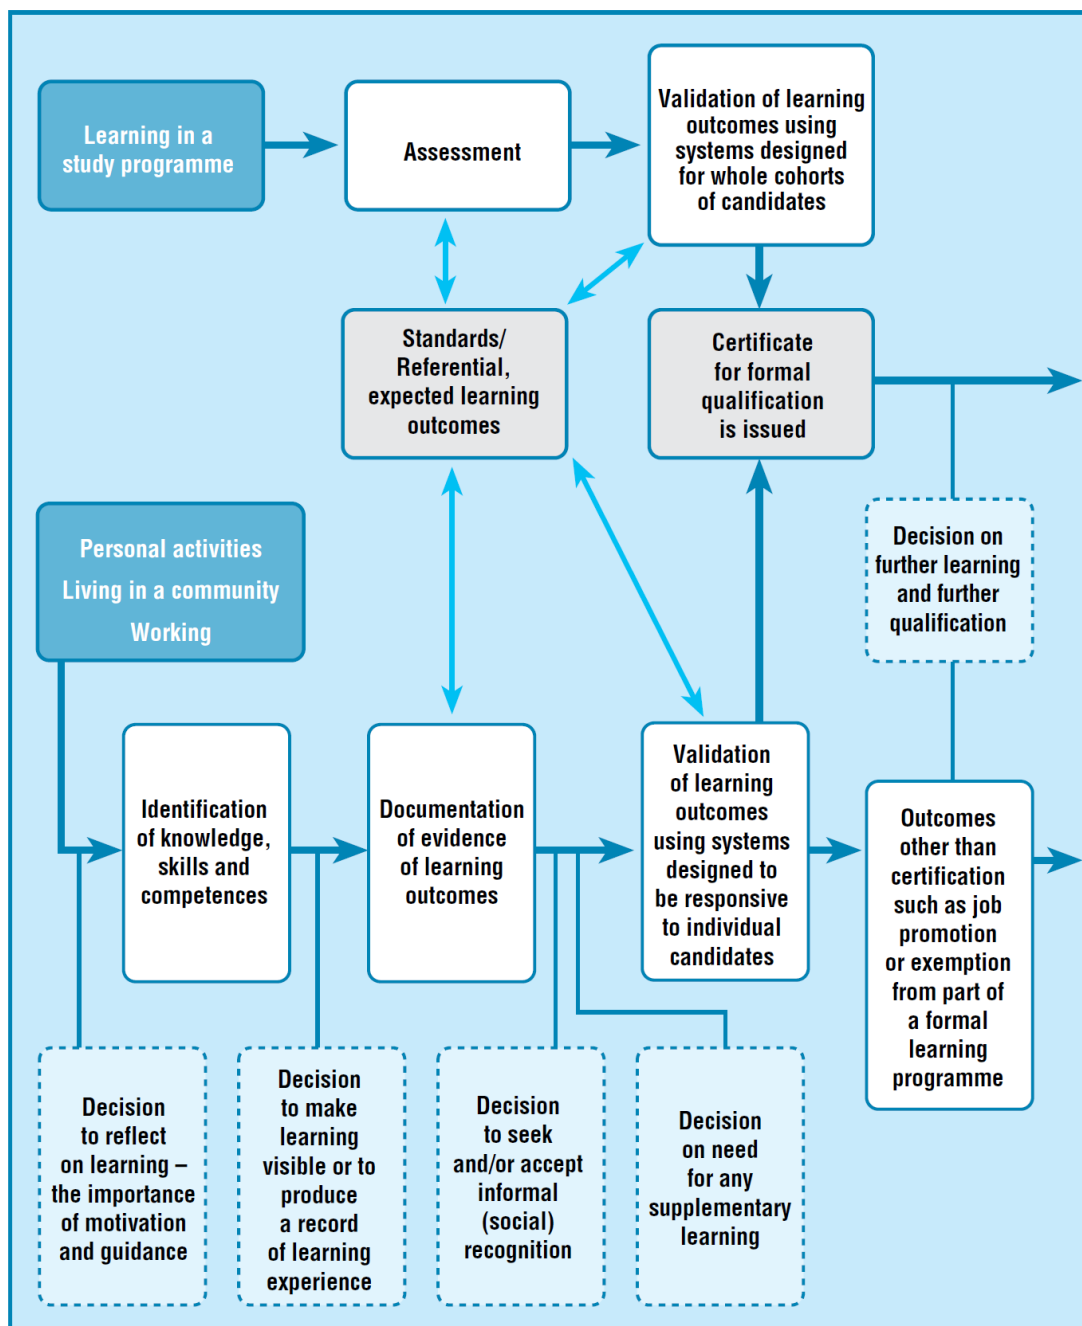 Learning in a
study programme
Assessment
Validation of learning
outcomes using
systems designed
for whole cohorts
of candidates
Standards/
Referential,
expected learning
outcomes
Certificate
for formal
qualification
is issued
Personal activities
Living in a community
Working
Decision on
further learning
and further
qualification
Identification
of knowledge,
skills and
competences
Documentation
of evidence
of learning
outcomes
Validation
of learning
outcomes
using systems
designed to
be responsive
to individual
candidates
Outcomes
other than
certification
such as job
promotion
or exemption
from part of
a formal
learning
programme
Decision
to reflect
on learning –
the importance
of motivation
and guidance
Decision
to make
learning
visible or to
produce
a record
of learning
experience
Decision
to seek
and/or accept
informal
(social)
recognition
Decision
on need
for any
supplementary
learning